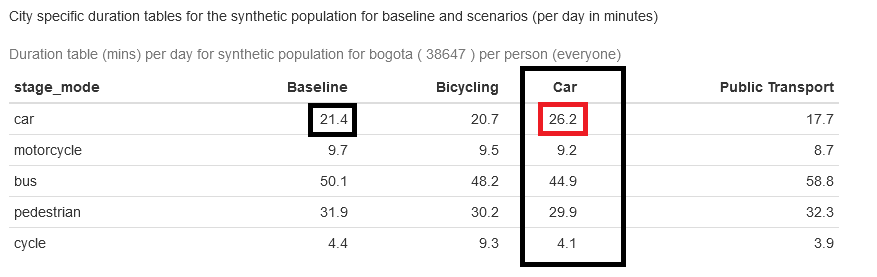 City specific duration tables for the synthetic population for baseline and scenarios (per day in minutes)
Duration table (mins) per day for synthetic population for bogota ( 38647 ) per person (everyone)
stage_mode Baseline Bicycling Car Public Transport
car 21.4 20.7 26.2 17.7
motorcycle 9.7 9.5 9.2 8.7
bus 50.1 48.2 44.9 58.8
pedestrian 31.9 30.2 29.9 32.3
cycle 4.4 9.3 4.1 3.9